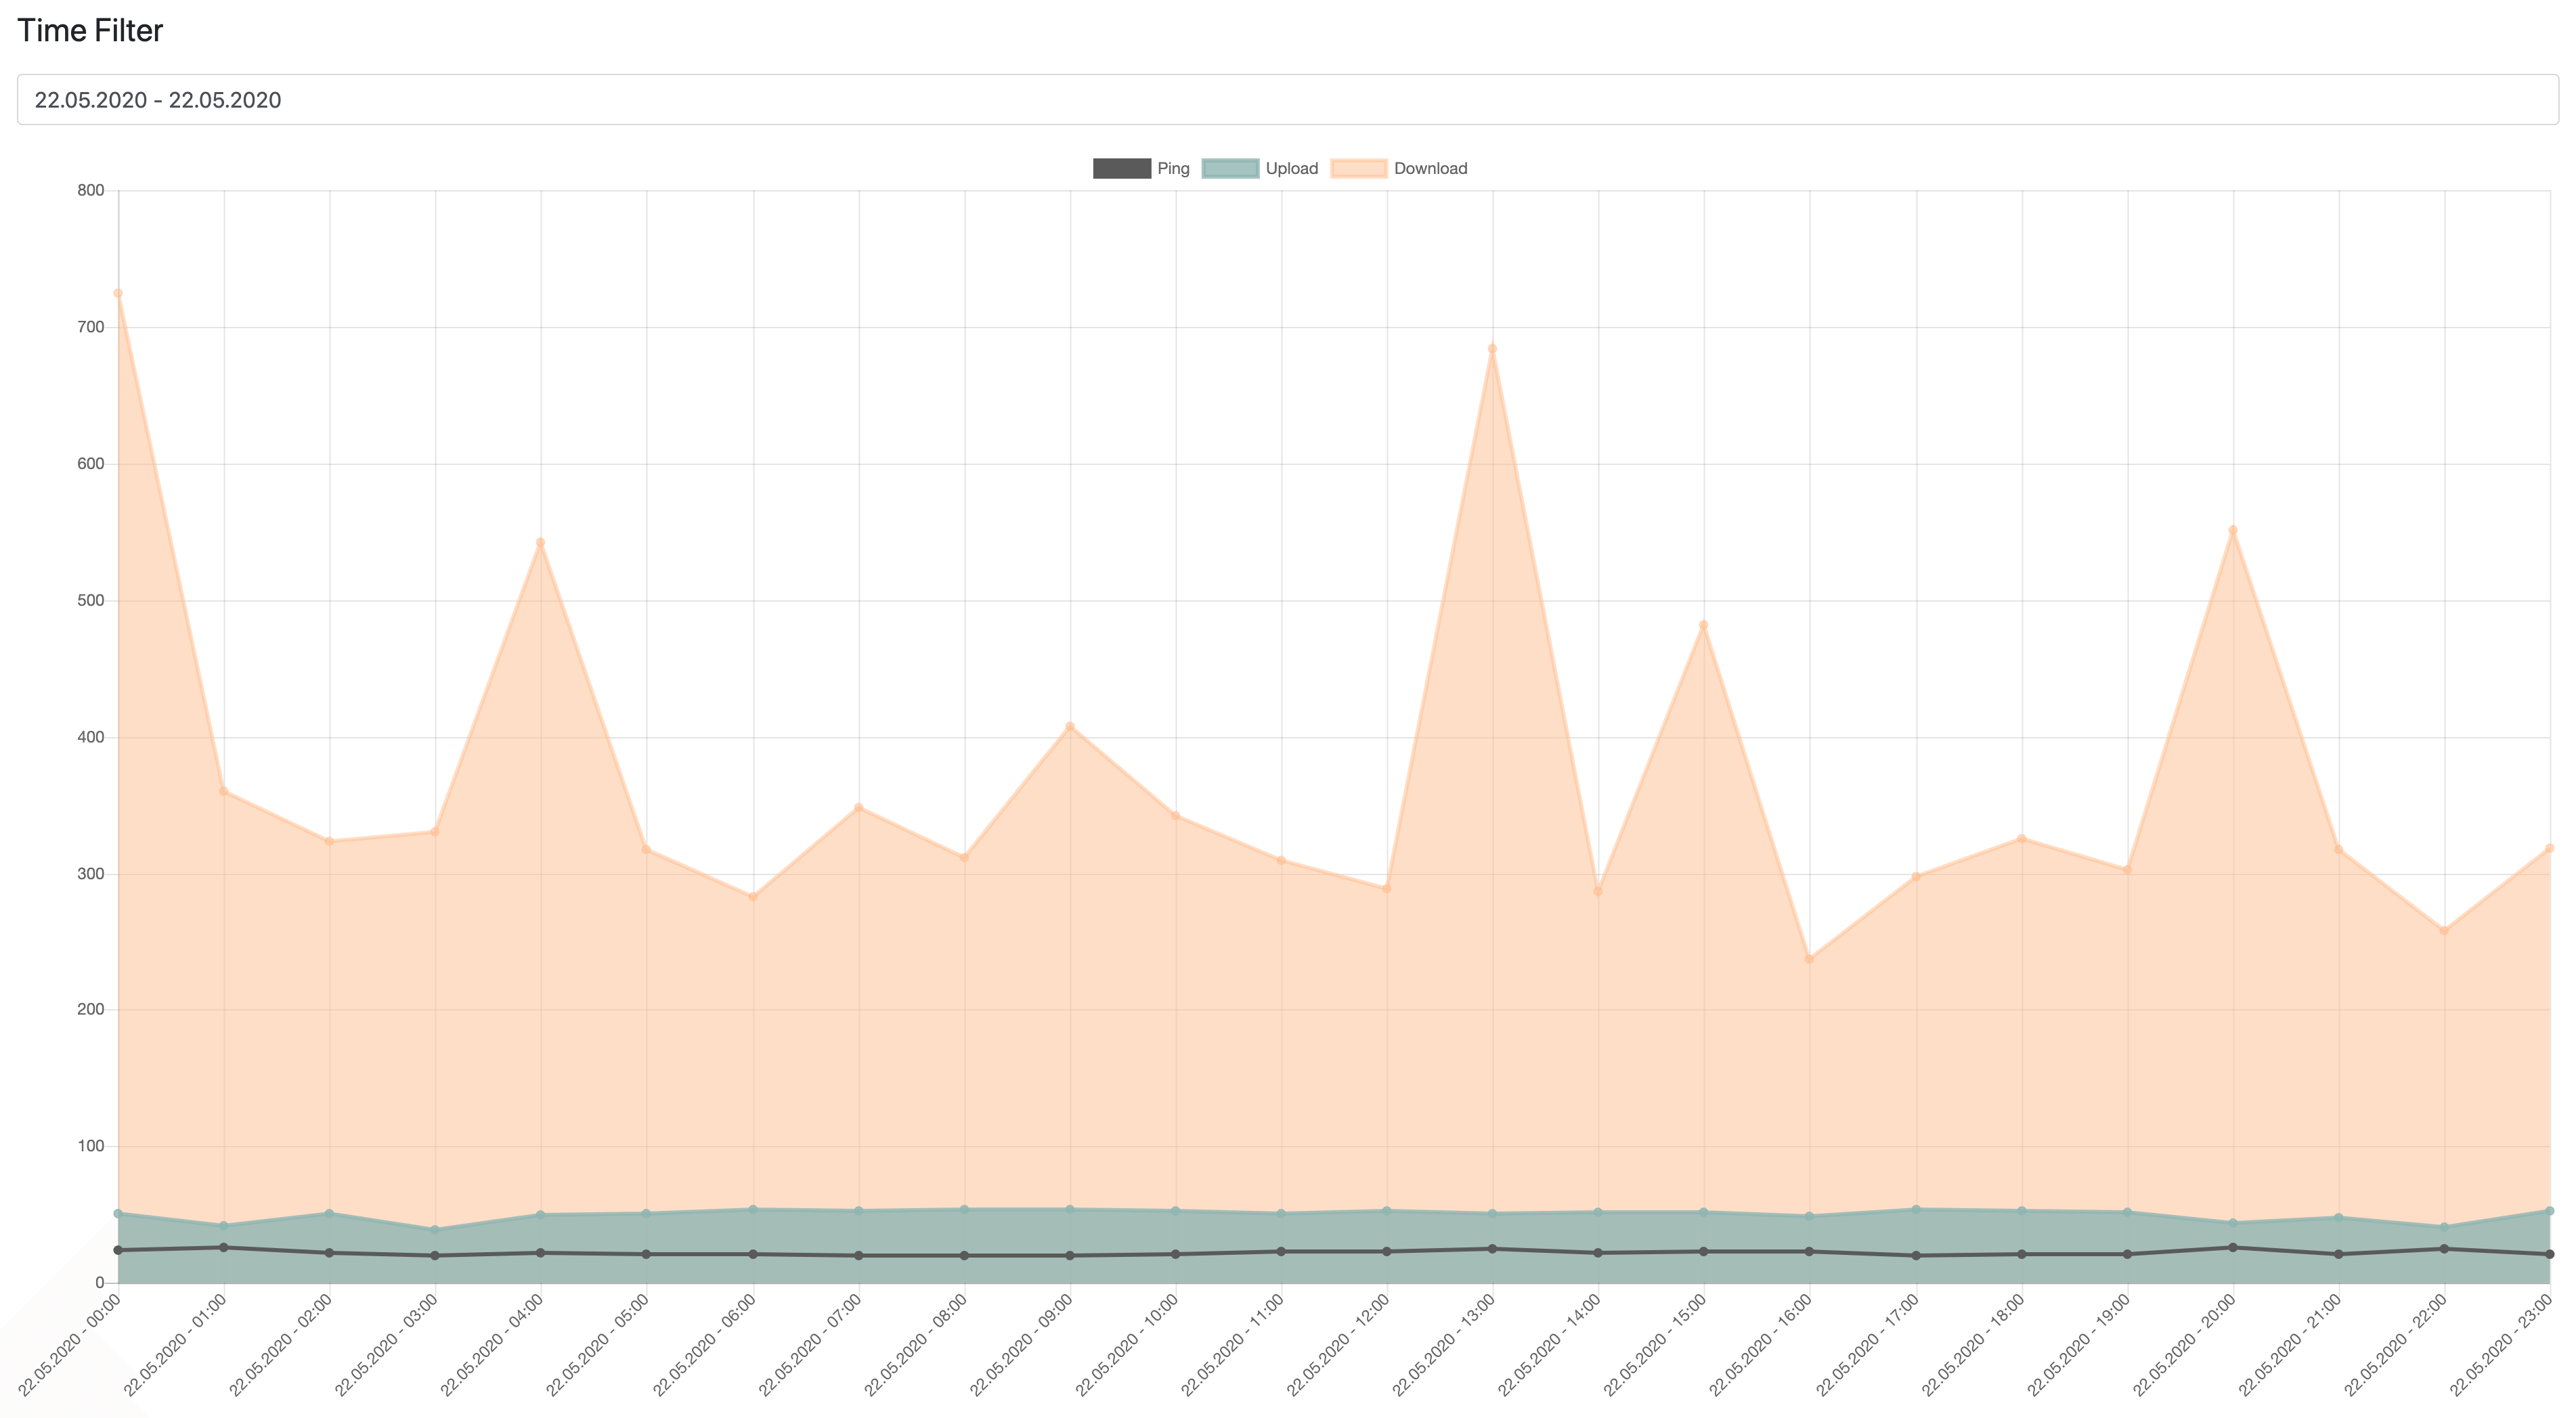 Time Filter
22.05.2020 - 22.05.2020
Ping Upload Download
800
700
600
500
400
300
200
100
0
22.05.2020 - 00:00
22.05.2020 - 01:00
22.05.2020 - 02:00
22.05.2020 - 03:00
22.05.2020 - 04:00
22.05.2020 - 05:00
22.05.2020 - 06:00
22.05.2020 - 07:00
22.05.2020 - 08:00
22.05.2020 - 09:00
22.05.2020 - 10:00
22.05.2020 - 11:00
22.05.2020 - 12:00
22.05.2020 - 13:00
22.05.2020 - 14:00
22.05.2020 - 15:00
22.05.2020 - 16:00
22.05.2020 - 17:00
22.05.2020 - 18:00
22.05.2020 - 19:00
22.05.2020 - 20:00
22.05.2020 - 21:00
22.05.2020 - 22:00
22.05.2020 - 23:00